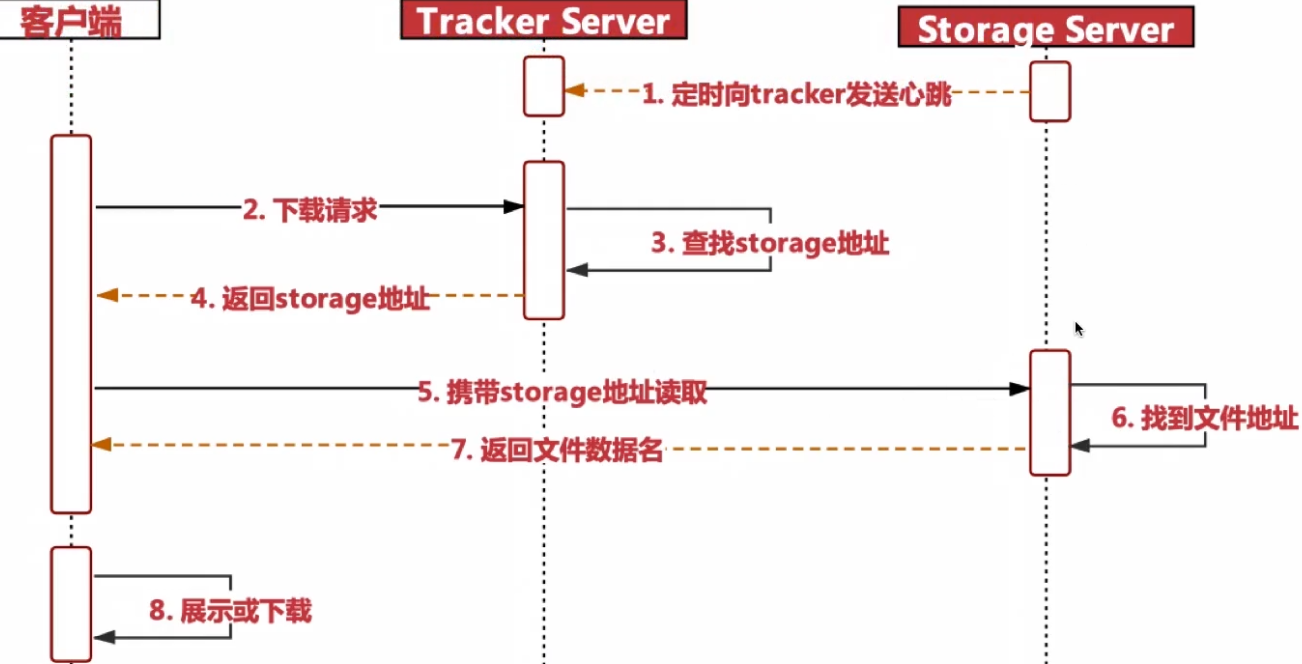 客户端
Tracker Server
Storage Server
1. 定时向tracker发送心跳
2. 下载请求
3. 查找storage地址
4. 返回storage地址
5. 携带storage地址读取
6. 找到文件地址
7. 返回文件数据名
8. 展示或下载